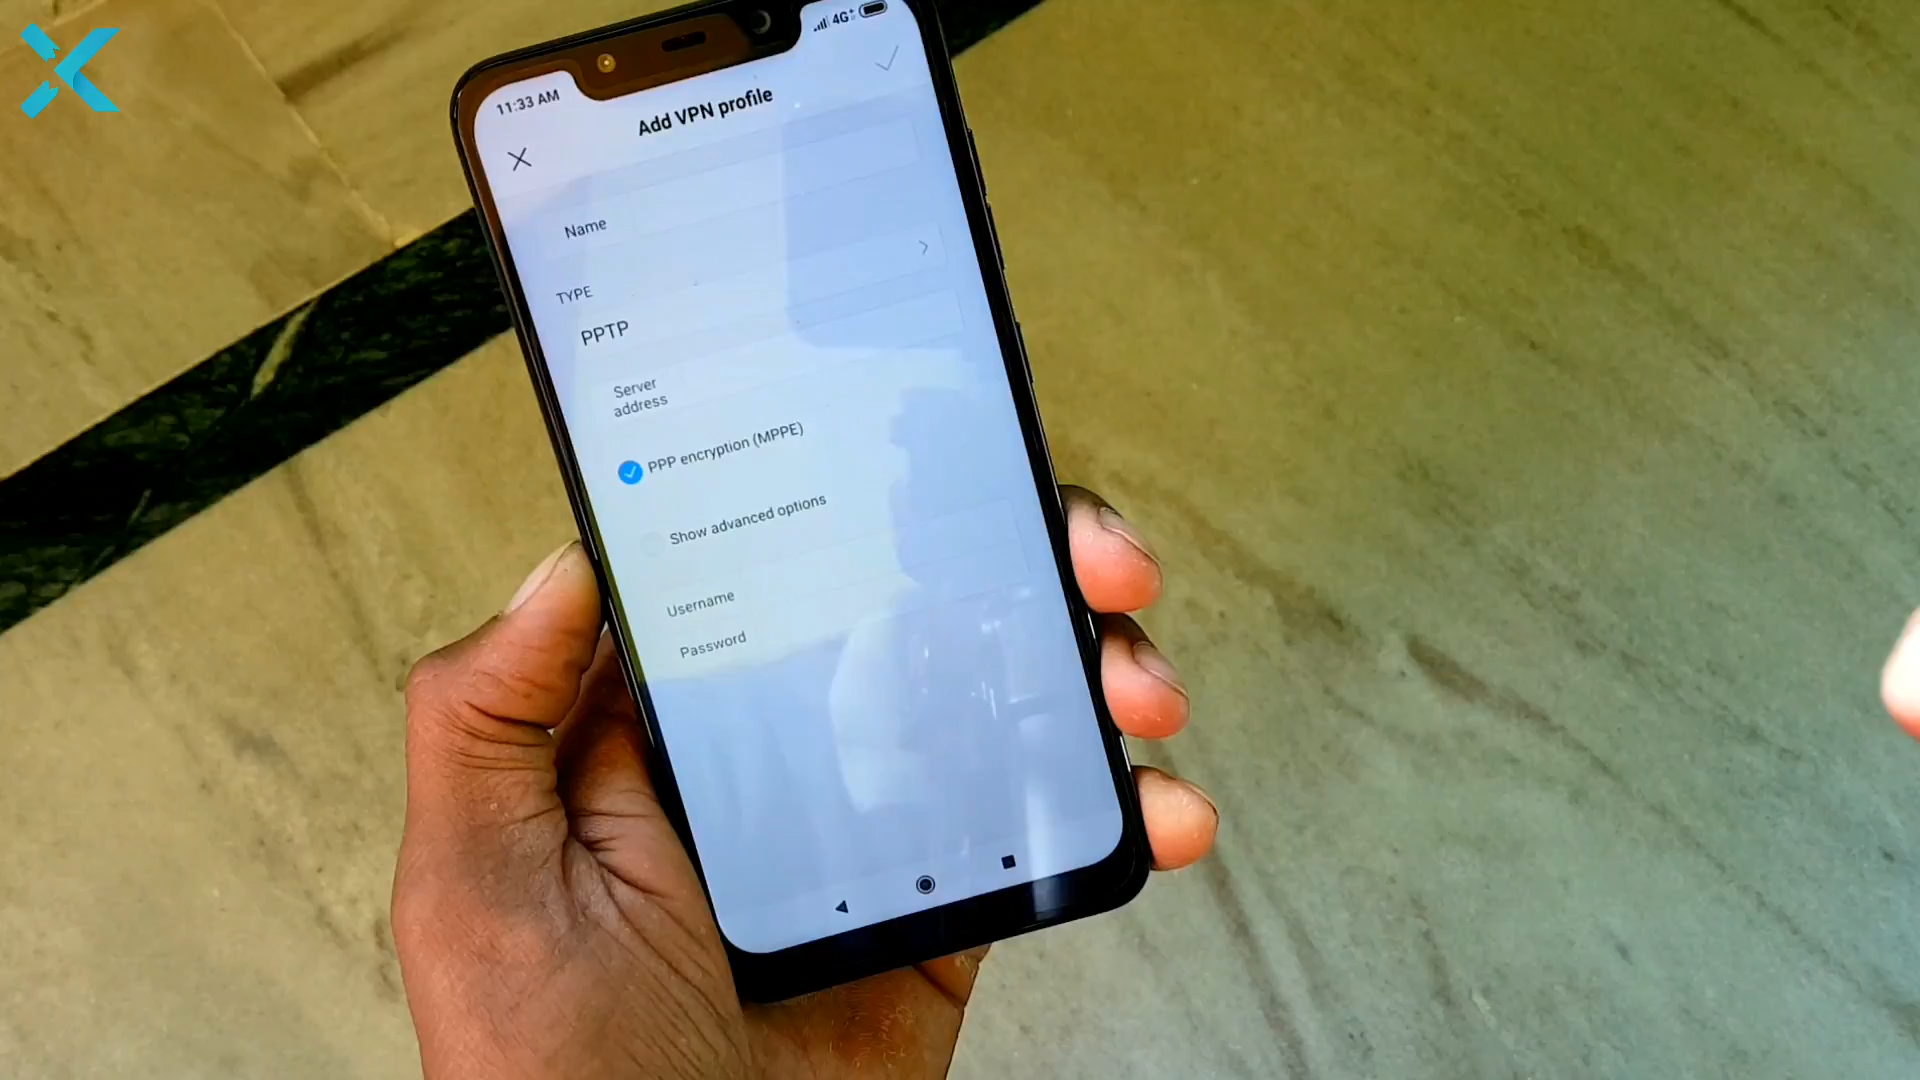 11:33 AM
4G+
Add VPN profile
Name
TYPE
PPTP
Server
address
PPP encryption (MPPE)
Show advanced options
Username
Password